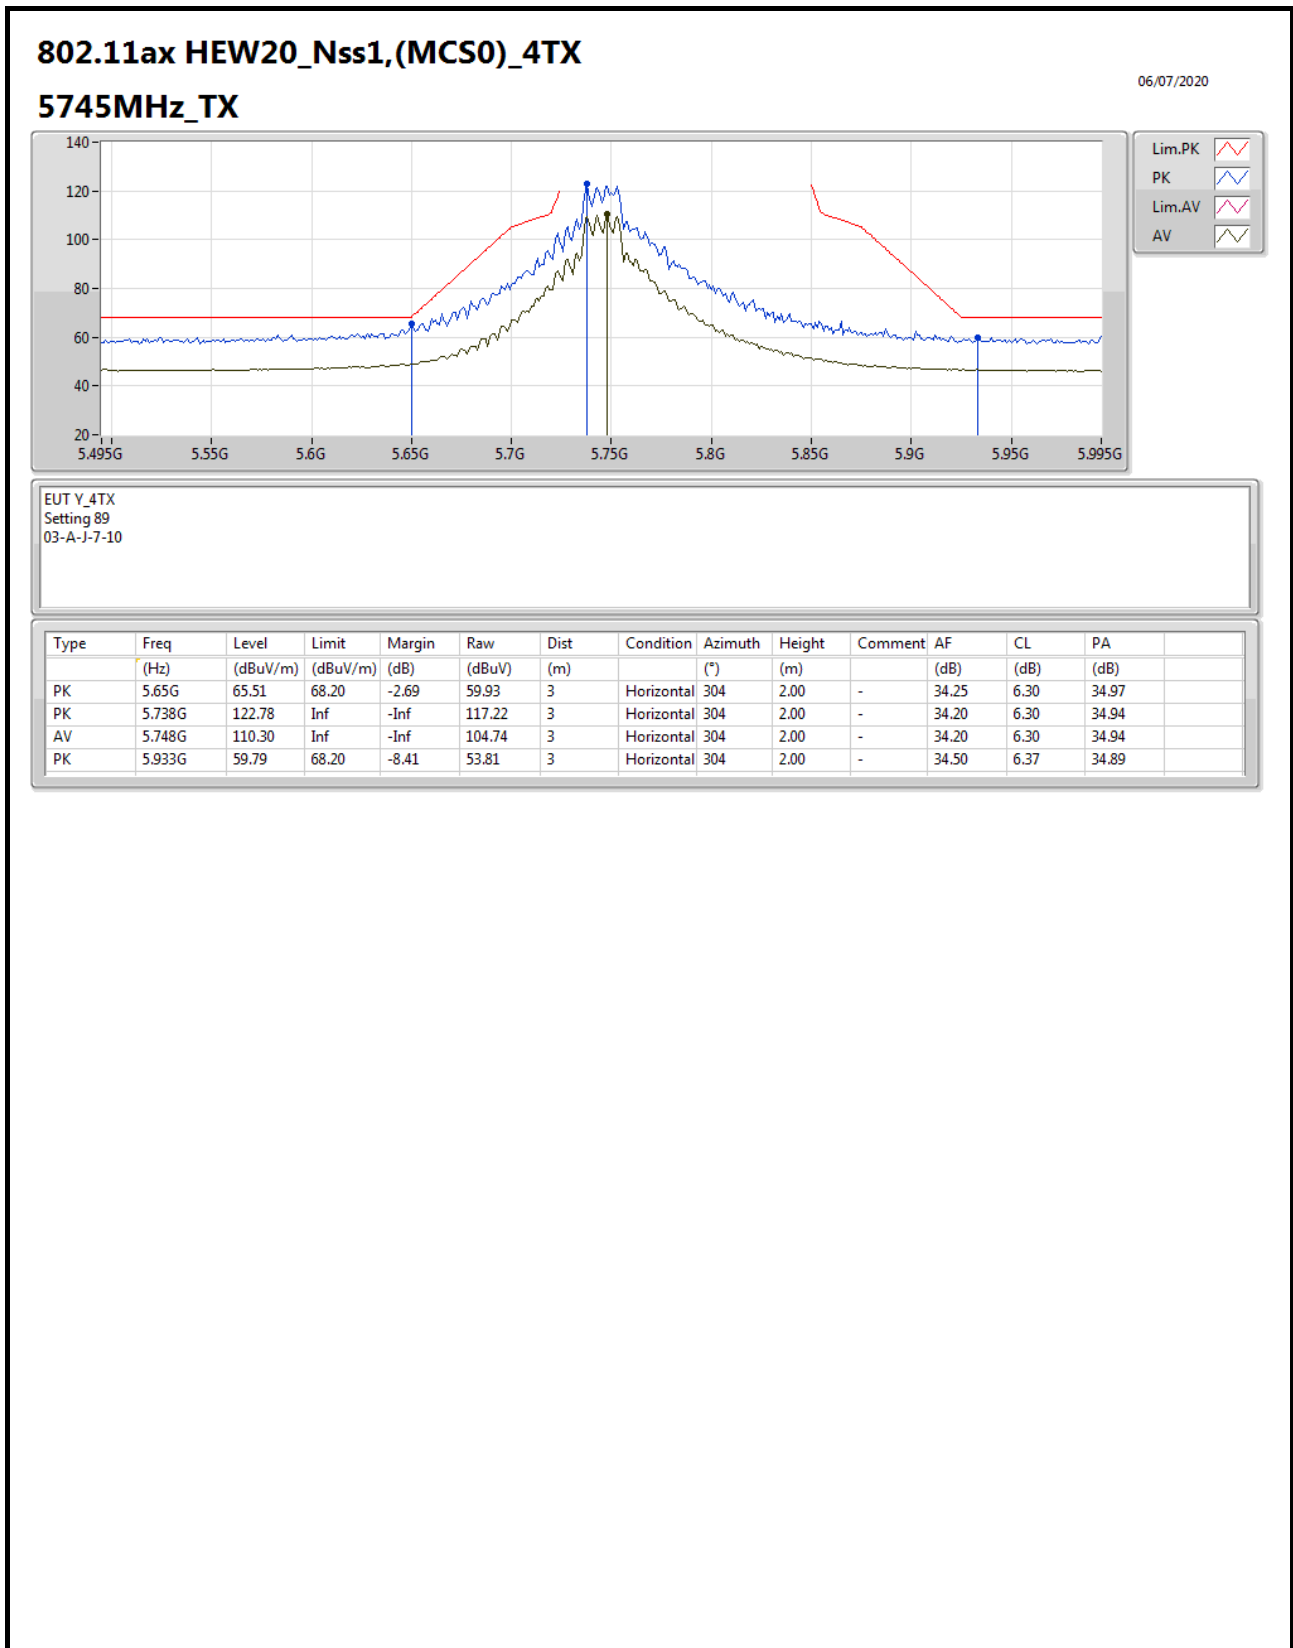 802.11ax HEW20_Nss1,(MCS0)_4TX
06/07/2020
5745MHz_TX
140
120
100
80
60
40
20
5.495G 5.55G 5.6G 5.65G 5.7G 5.75G 5.8G 5.85G 5.9G 5.95G 5.995G
Lim.PK
PK
Lim.AV
AV
EUT Y_4TX
Setting 89
03-A-J-7-10
Type Freq Level Limit Margin Raw Dist Condition Azimuth Height Comment AF CL PA
(Hz) (dBuV/m) (dBuV/m) (dB) (dBuV) (m) (°) (m) (dB) (dB) (dB)
PK 5.65G 65.51 68.20 -2.69 59.93 3 Horizontal 304 2.00 - 34.25 6.30 34.97
PK 5.738G 122.78 Inf -Inf 117.22 3 Horizontal 304 2.00 - 34.20 6.30 34.94
AV 5.748G 110.30 Inf -Inf 104.74 3 Horizontal 304 2.00 - 34.20 6.30 34.94
PK 5.933G 59.79 68.20 -8.41 53.81 3 Horizontal 304 2.00 - 34.50 6.37 34.89